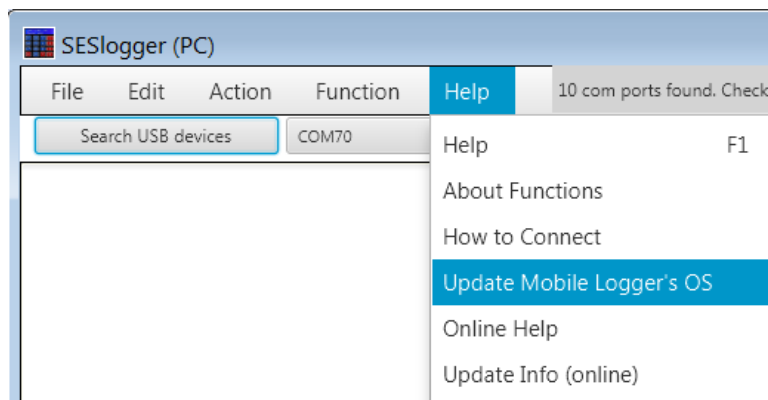 SESlogger (PC)
File Edit Action Function Help 10 com ports found. Check
Search USB devices COM70
Help F1
About Functions
How to Connect
Update Mobile Logger's OS
Online Help
Update Info (online)